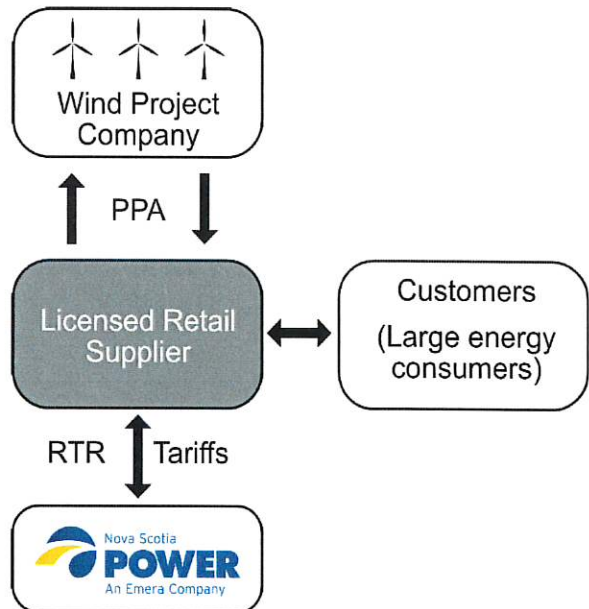 Wind Project
Company
PPA
Licensed Retail
Supplier
Customers
(Large energy
consumers)
RTR Tariffs
Nova Scotia
POWER
An Emera Company